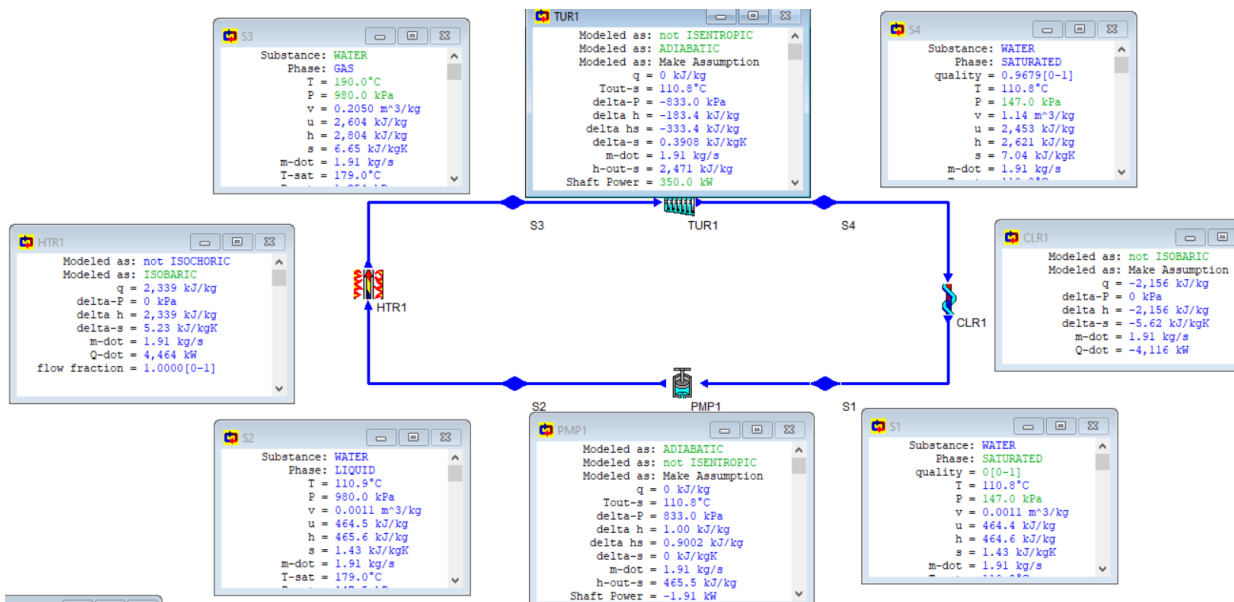 S3
Substance: WATER
Phase: GAS
T = 190.0°C
P = 980.0 kPa
v = 0.2050 m^3/kg
u = 2,604 kJ/kg
h = 2,804 kJ/kg
s = 6.65 kJ/kgK
m-dot = 1.91 kg/s
T-sat = 179.0°C
TUR1
Modeled as: not ISENTROPIC
Modeled as: ADIABATIC
Modeled as: Make Assumption
q = 0 kJ/kg
Tout-s = 110.8°C
delta-P = -833.0 kPa
delta h = -183.4 kJ/kg
delta hs = -333.4 kJ/kg
delta-s = 0.3908 kJ/kgK
m-dot = 1.91 kg/s
h-out-s = 2,471 kJ/kg
Shaft Power = 350.0 kW
S4
Substance: WATER
Phase: SATURATED
quality = 0.9679[0-1]
T = 110.8°C
P = 147.0 kPa
v = 1.14 m^3/kg
u = 2,453 kJ/kg
h = 2,621 kJ/kg
s = 7.04 kJ/kgK
m-dot = 1.91 kg/s
S3
TUR1
S4
HTR1
Modeled as: not ISOCHORIC
Modeled as: ISOBARIC
q = 2,339 kJ/kg
delta-P = 0 kPa
delta h = 2,339 kJ/kg
delta-s = 5.23 kJ/kgK
m-dot = 1.91 kg/s
Q-dot = 4,464 kW
flow fraction = 1.0000[0-1]
HTR1
CLR1
CLR1
Modeled as: not ISOBARIC
Modeled as: Make Assumption
q = -2,156 kJ/kg
delta-P = 0 kPa
delta h = -2,156 kJ/kg
delta-s = -5.62 kJ/kgK
m-dot = 1.91 kg/s
Q-dot = -4,116 kW
S2
PMP1
S1
S2
Substance: WATER
Phase: LIQUID
T = 110.9°C
P = 980.0 kPa
v = 0.0011 m^3/kg
u = 464.5 kJ/kg
h = 465.6 kJ/kg
s = 1.43 kJ/kgK
m-dot = 1.91 kg/s
T-sat = 179.0°C
PMP1
Modeled as: ADIABATIC
Modeled as: not ISENTROPIC
Modeled as: Make Assumption
q = 0 kJ/kg
Tout-s = 110.8°C
delta-P = 833.0 kPa
delta h = 1.00 kJ/kg
delta hs = 0.9002 kJ/kg
delta-s = 0 kJ/kgK
m-dot = 1.91 kg/s
h-out-s = 465.5 kJ/kg
Shaft Power = -1.91 kW
S1
Substance: WATER
Phase: SATURATED
quality = 0[0-1]
T = 110.8°C
P = 147.0 kPa
v = 0.0011 m^3/kg
u = 464.4 kJ/kg
h = 464.6 kJ/kg
s = 1.43 kJ/kgK
m-dot = 1.91 kg/s